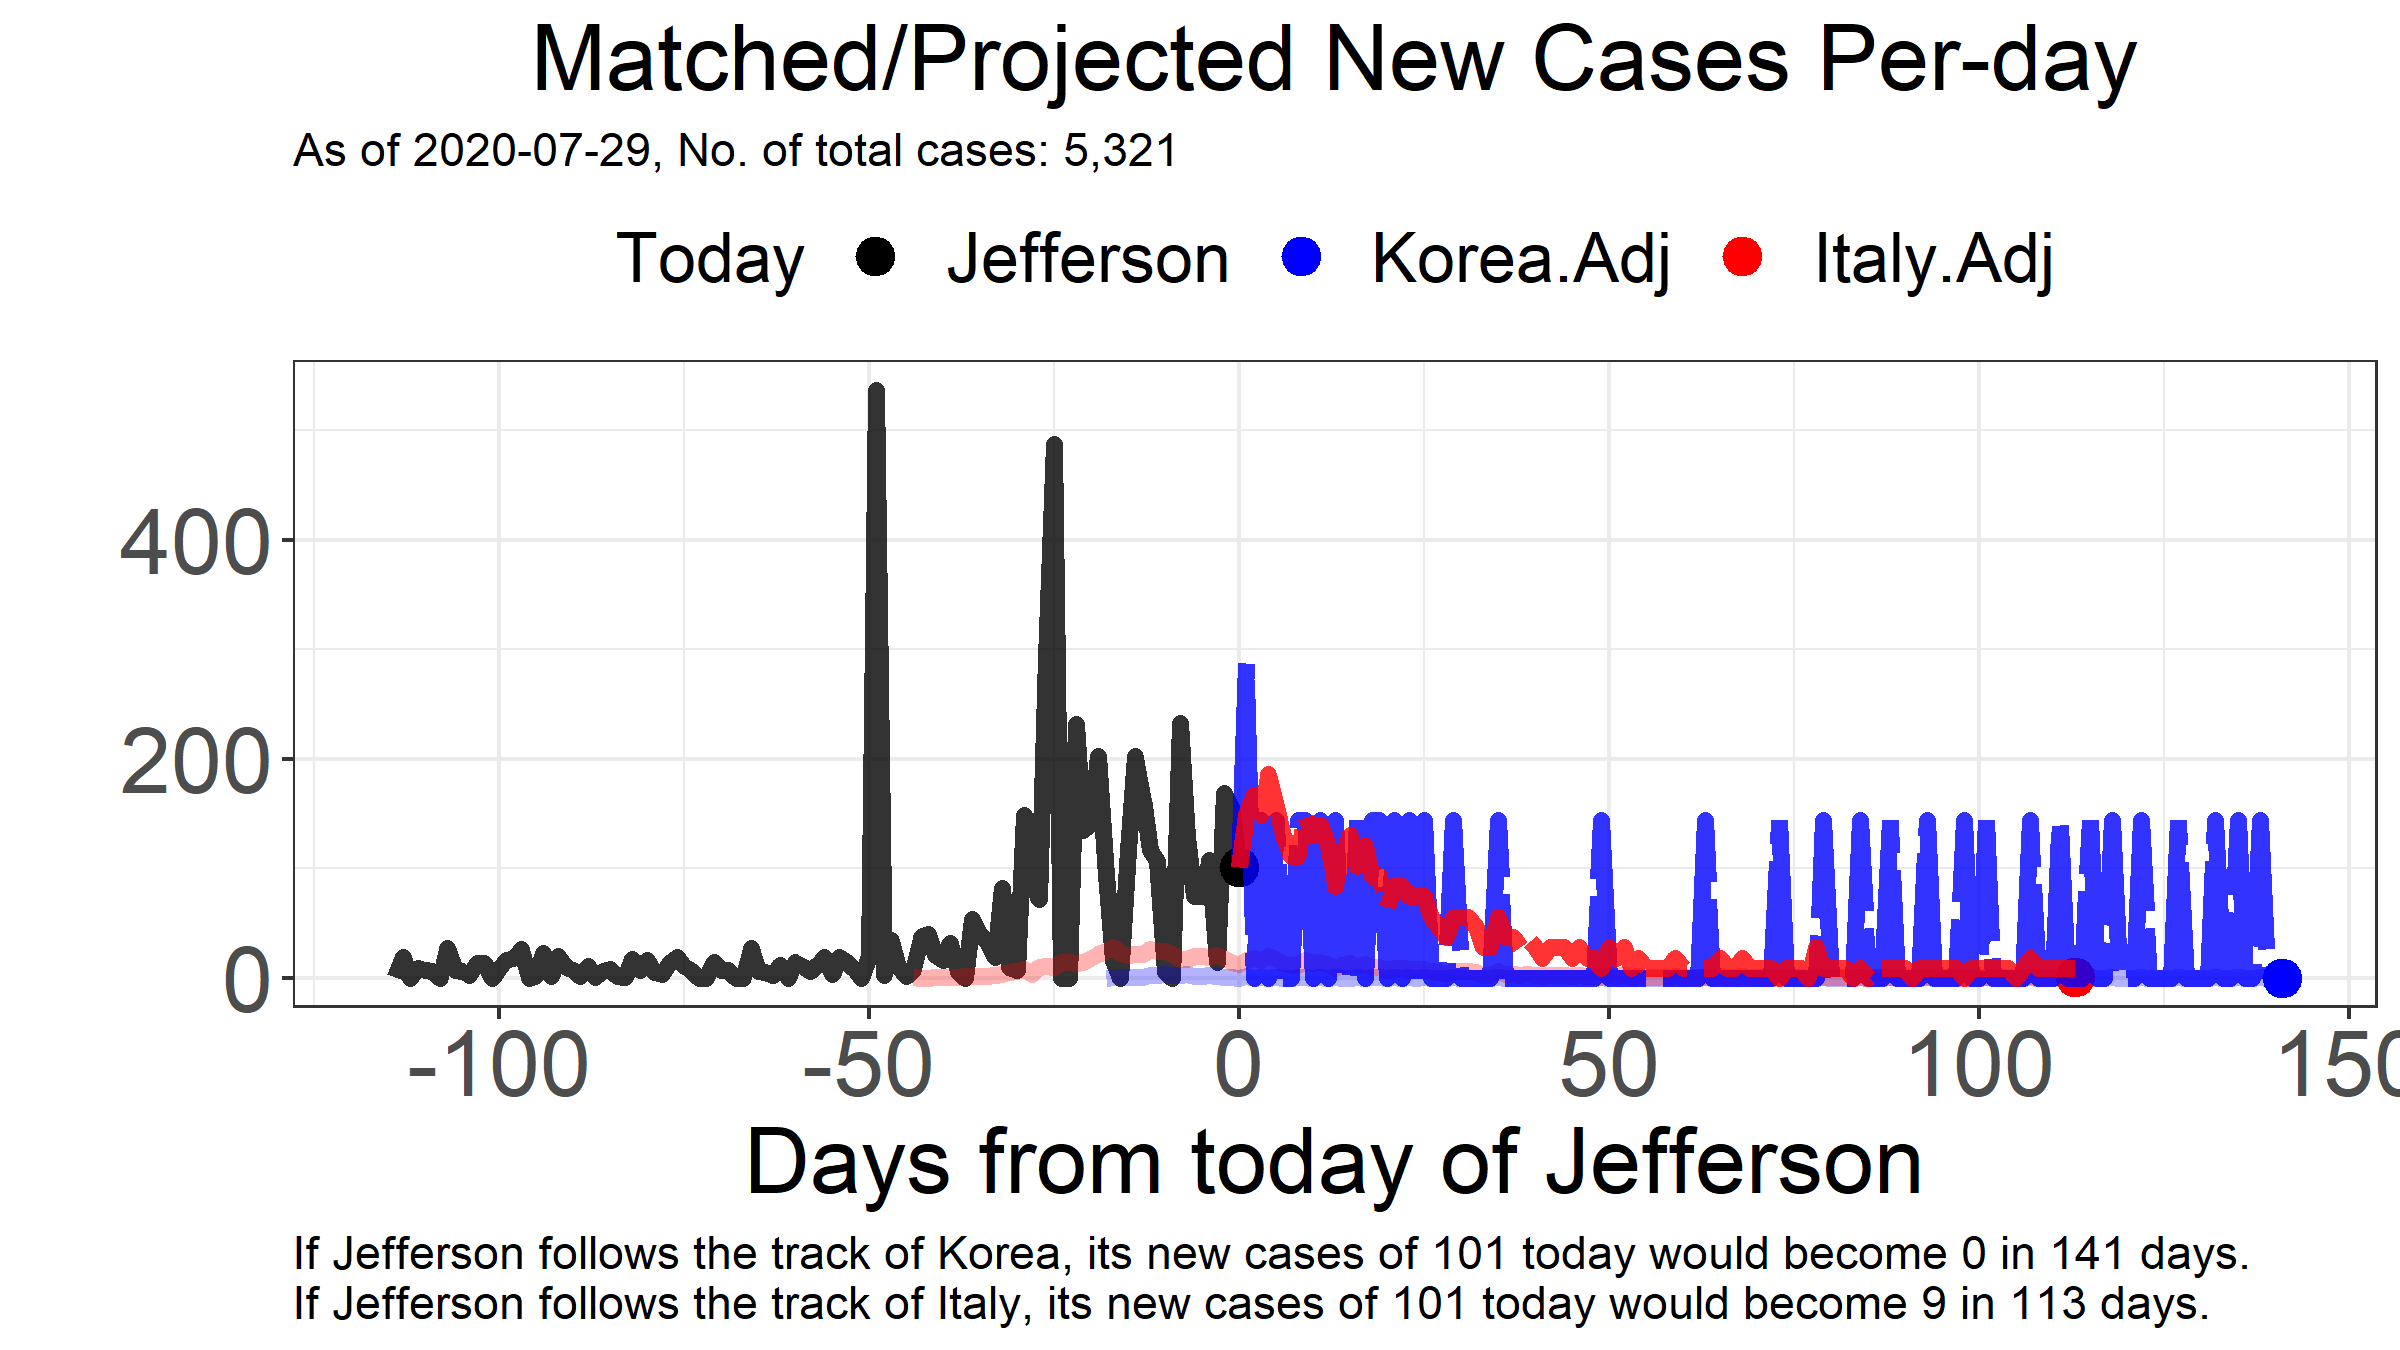 Matched/Projected New Cases Per-day
As of 2020-07-29, No. of total cases: 5,321
Today Jefferson Korea.Adj Italy.Adj
400
200
0
-100 -50 0 50 100 150
Days from today of Jefferson
If Jefferson follows the track of Korea, its new cases of 101 today would become 0 in 141 days.
If Jefferson follows the track of Italy, its new cases of 101 today would become 9 in 113 days.